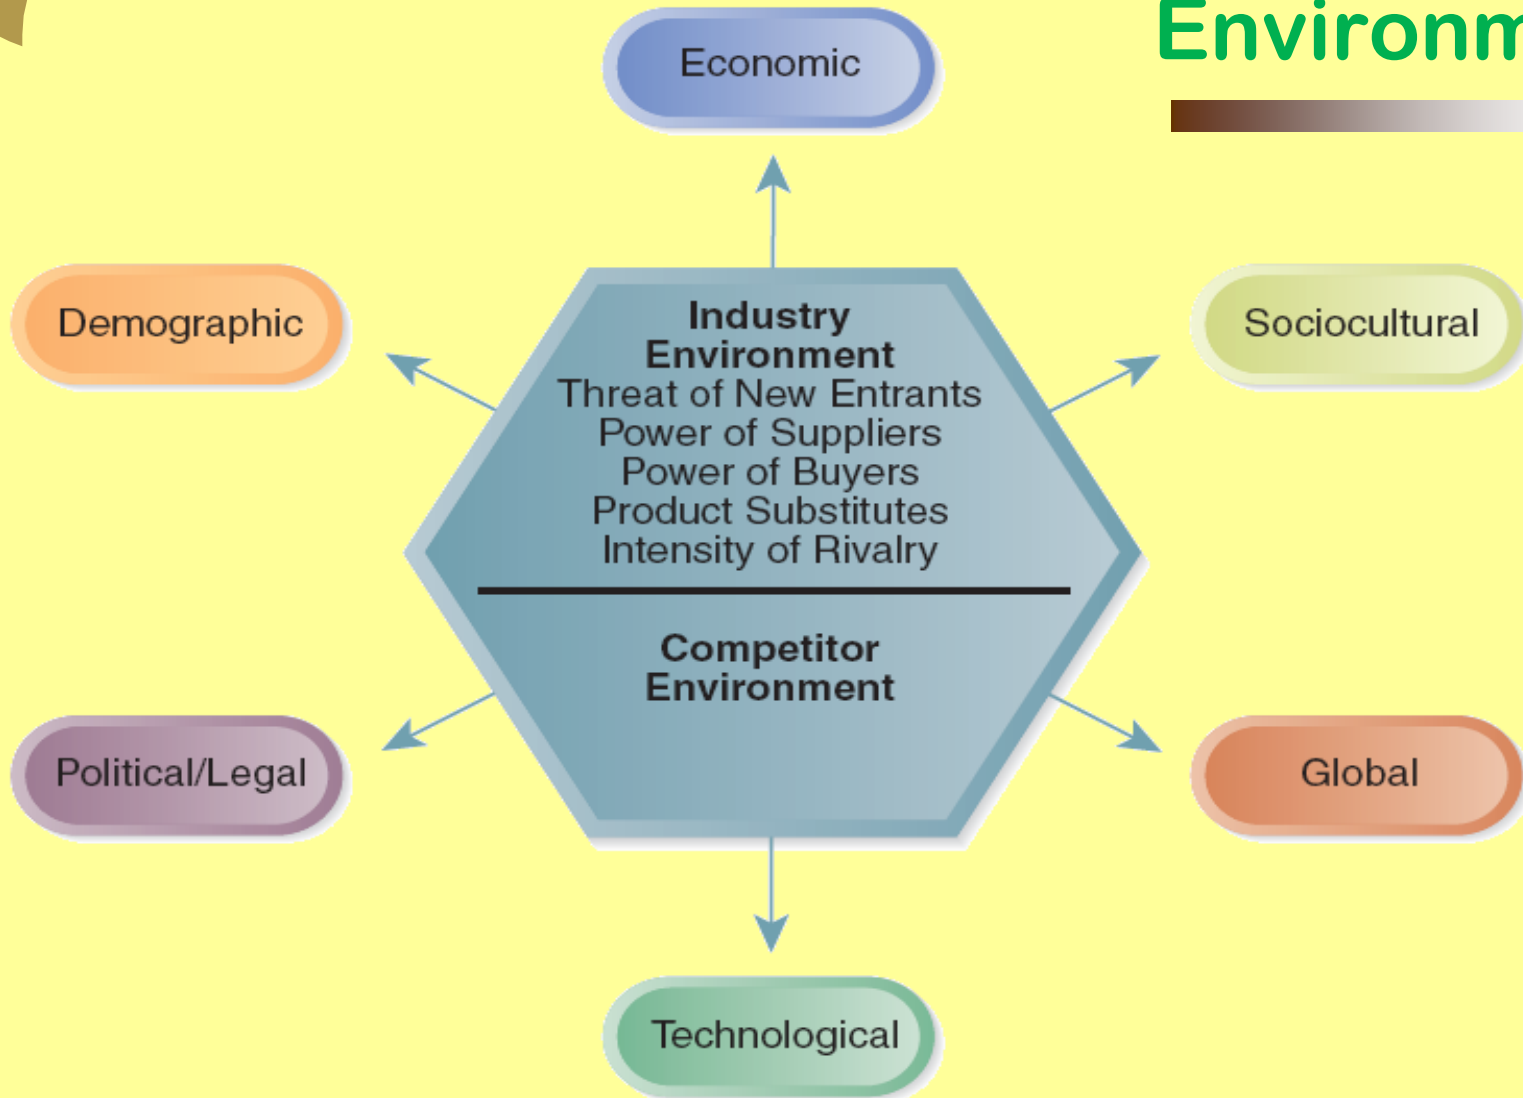 Economic
Demographic
Sociocultural
Industry
Environment
Threat of New Entrants
Power of Suppliers
Power of Buyers
Product Substitutes
Intensity of Rivalry
Competitor
Environment
Political/Legal
Global
Technological